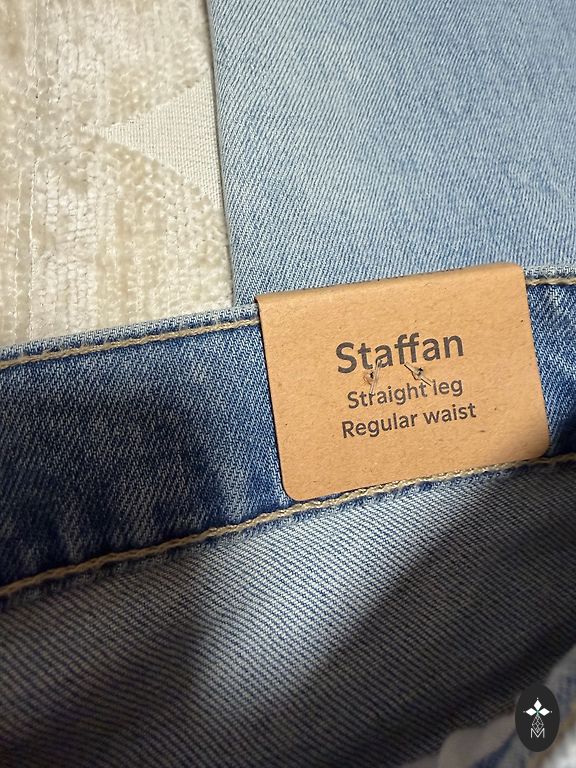 Staffan
Straight leg
Regular waist
M